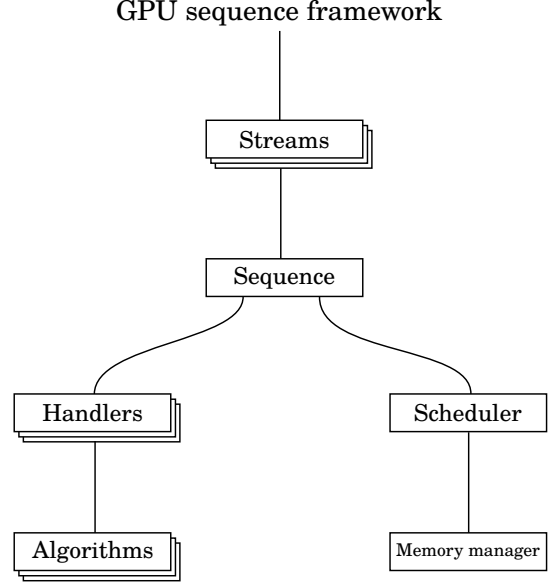 GPU sequence framework
Streams
Sequence
Handlers
Scheduler
Algorithms
Memory manager